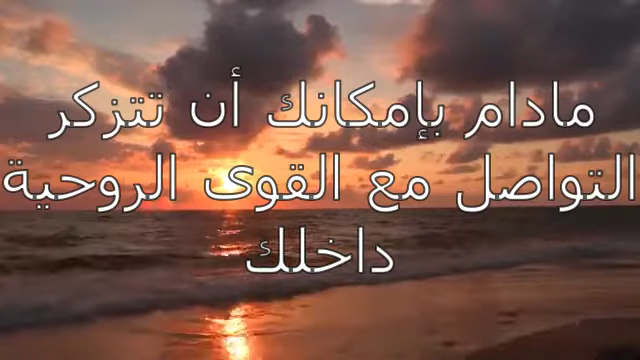 مادام بإمكانك أن تتزكر
التواصل مع القوى الروحية
داخلك